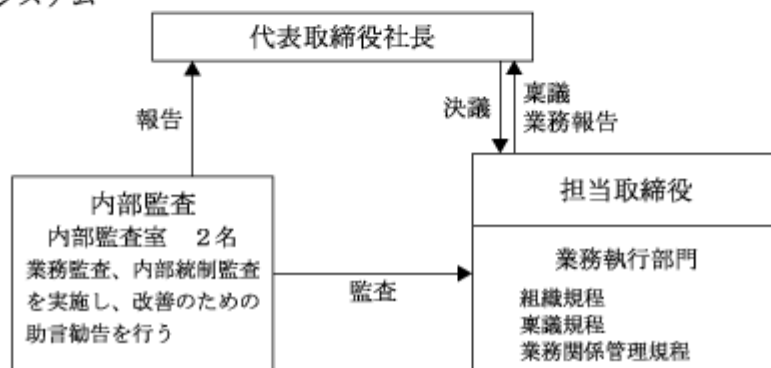 システム
代表取締役社長
報告
決議
稟議
業務報告
内部監査
内部監査室　２名
業務監査、内部統制監査
を実施し、改善のための
助言勧告を行う
監査
担当取締役
業務執行部門
組織規程
稟議規程
業務関係管理規程